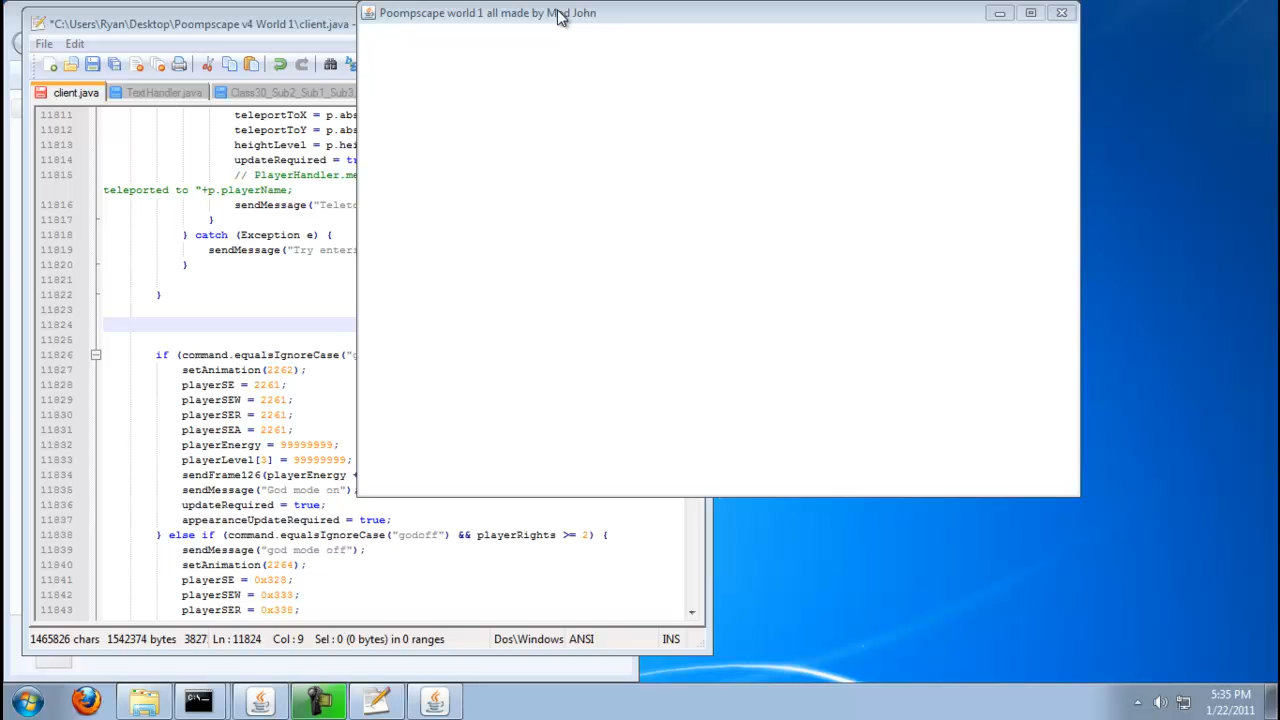 *C:\Users\Ryan\Desktop\Poompscape v4 World 1\client.java -
Poompscape world 1 all made by John
File Edit
client.java TextHandler.java Class30_Sub2_Sub1_Sub3_
11811 teleportToX = p.abs
11812 teleportToY = p.abs
11813 heightLevel = p.hei
11814 updateRequired = tr
11815 // PlayerHandler.me
teleported to "+p.playerName;
11816 sendMessage("Telet
11817 }
11818 } catch (Exception e) {
11819 sendMessage("Try enter
11820 }
11821
11822 }
11823
11824
11825
11826 if (command.equalsIgnoreCase("g
11827 setAnimation(2262);
11828 playerSE = 2261;
11829 playerSEW = 2261;
11830 playerSER = 2261;
11831 playerSEA = 2261;
11832 playerEnergy = 99999999;
11833 playerLevel[3] = 99999999;
11834 sendFrame126(playerEnergy +
11835 sendMessage("God mode on");
11836 updateRequired = true;
11837 appearanceUpdateRequired = true;
11838 } else if (command.equalsIgnoreCase("godoff") && playerRights >= 2) {
11839 sendMessage("god mode off");
11840 setAnimation(2264);
11841 playerSE = 0x328;
11842 playerSEW = 0x333;
11843 playerSER = 0x338;
1465826 chars 1542374 bytes 3827 Ln : 11824 Col : 9 Sel : 0 (0 bytes) in 0 ranges Dos\Windows ANSI INS
5:35 PM
1/22/2011